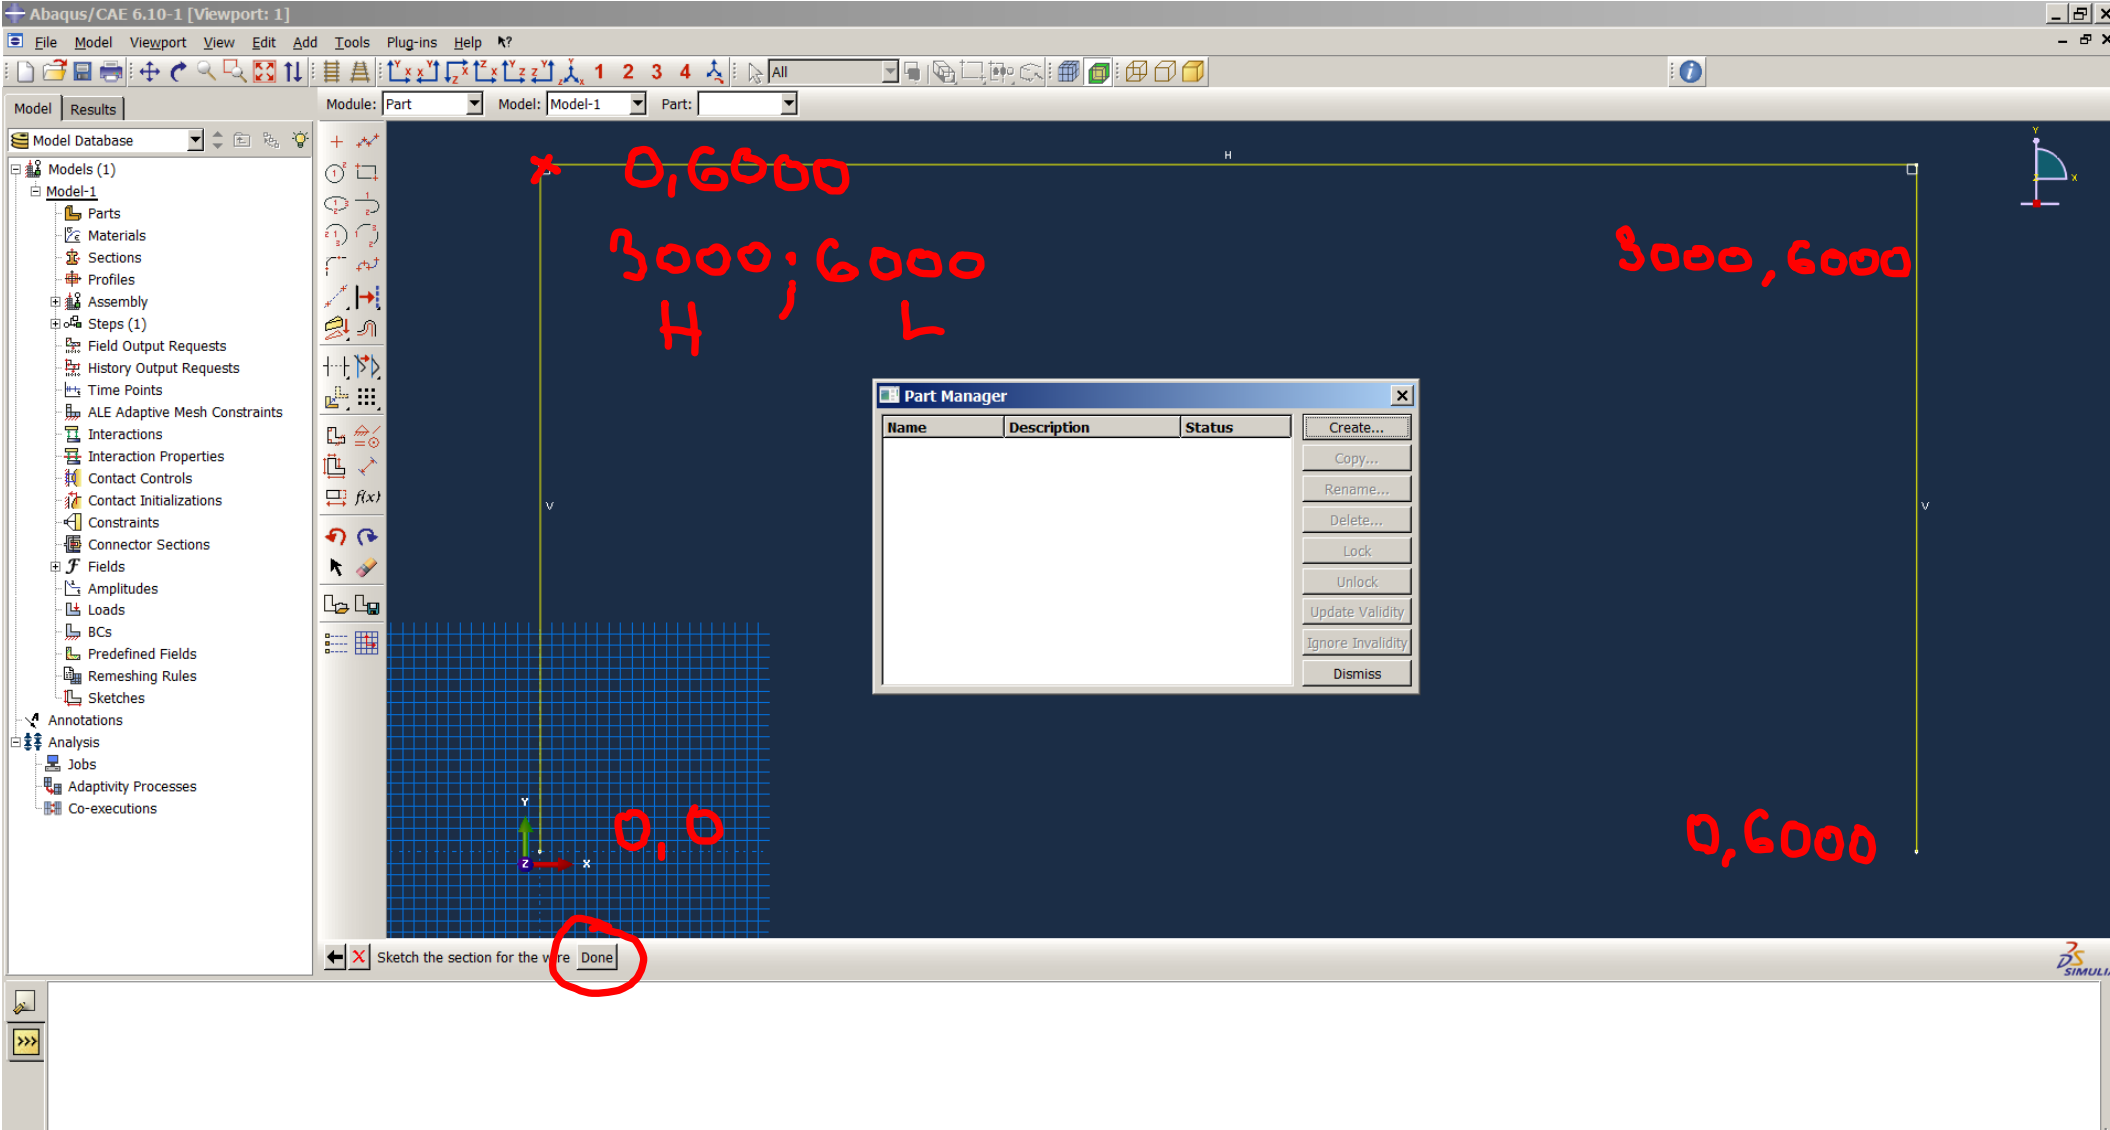 Abaqus/CAE 6.10-1 [Viewport: 1]
File Model Viewport View Edit Add Tools Plug-ins Help ?
1 2 3 4 All
Model Results
Module: Part Model: Model-1 Part:
Model Database
Models (1)
Model-1
Parts
Materials
Sections
Profiles
Assembly
Steps (1)
Field Output Requests
History Output Requests
Time Points
ALE Adaptive Mesh Constraints
Interactions
Interaction Properties
Contact Controls
Contact Initializations
Constraints
Connector Sections
Fields
Amplitudes
Loads
BCs
Predefined Fields
Remeshing Rules
Sketches
Annotations
Analysis
Jobs
Adaptivity Processes
Co-executions
H
0,6000
3000;6000
H ; L
3000,6000
V
V
Y
X
Part Manager
Name Description Status
Create...
Copy...
Rename...
Delete...
Lock
Unlock
Update Validity
Ignore Invalidity
Dismiss
f(x)
Y
Z X
0,0
0,6000
Sketch the section for the wire Done
SIMULIA
>>>